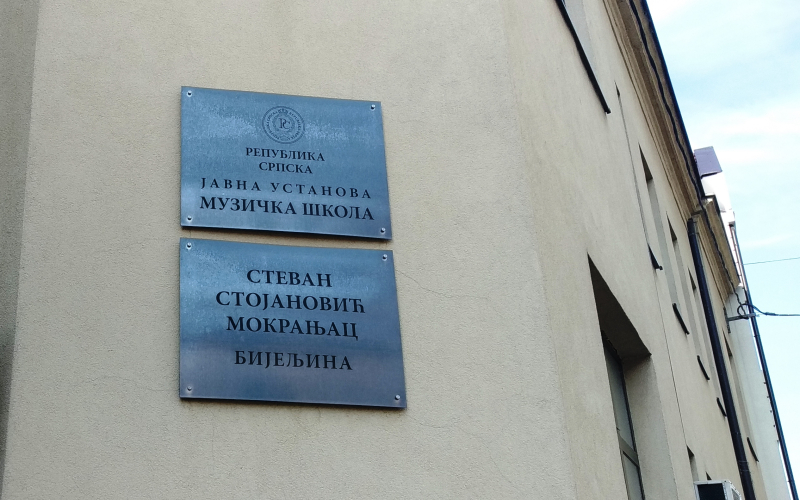 РЕПУБЛИКА
СРПСКА
ЈАВНА УСТАНОВА
МУЗИЧКА ШКОЛА
СТЕВАН
СТОЈАНОВИЋ
МОКРАЊАЦ
БИЈЕЉИНА